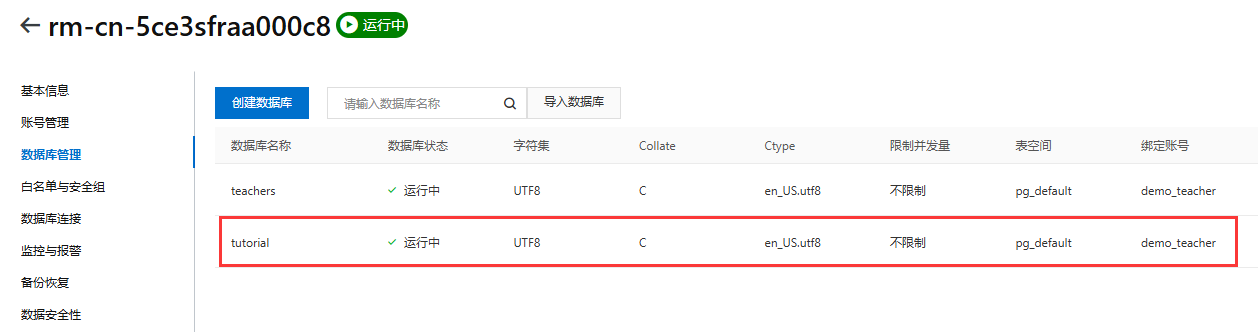 rm-cn-5ce3sfraa000c8 运行中
基本信息
账号管理
数据库管理
白名单与安全组
数据库连接
监控与报警
备份恢复
数据安全性
创建数据库 请输入数据库名称 导入数据库
数据库名称 数据库状态 字符集 Collate Ctype 限制并发量 表空间 绑定账号
teachers 运行中 UTF8 C en_US.utf8 不限制 pg_default demo_teacher
tutorial 运行中 UTF8 C en_US.utf8 不限制 pg_default demo_teacher